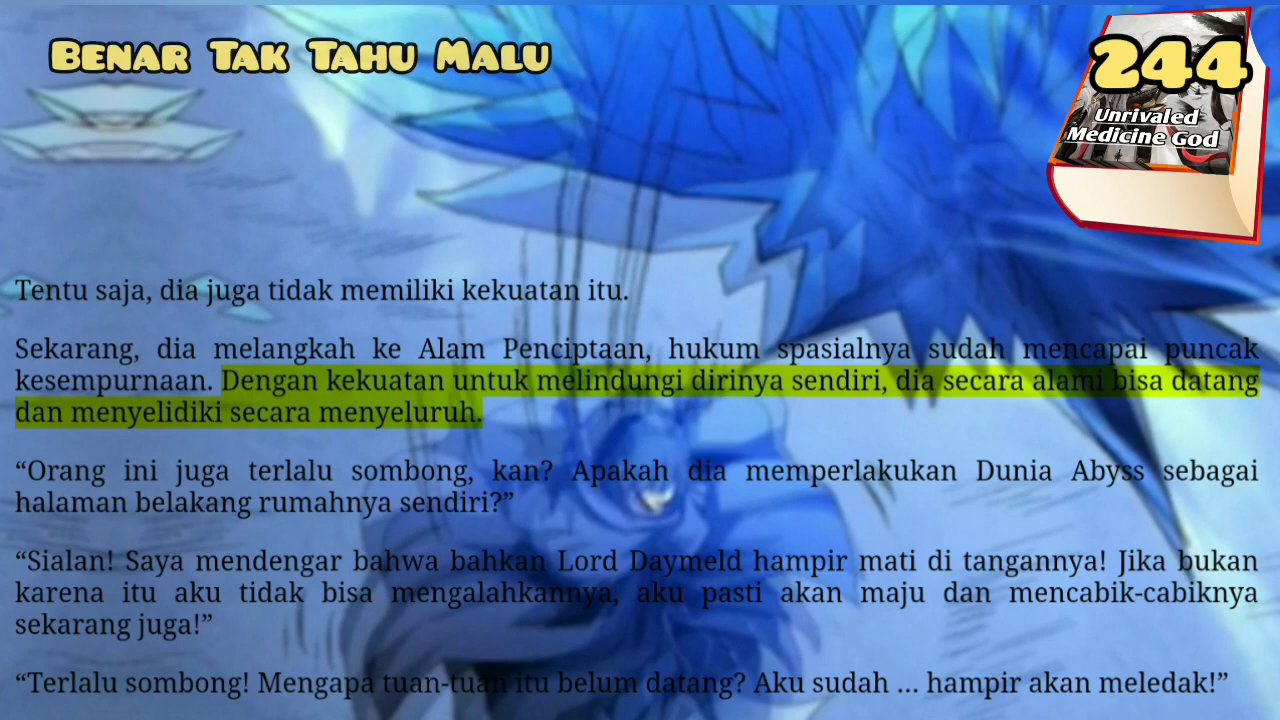 Benar Tak Tahu Malu
244
Unrivaled
Medicine God
Tentu saja, dia juga tidak memiliki kekuatan itu.
Sekarang, dia melangkah ke Alam Penciptaan, hukum spasialnya sudah mencapai puncak
kesempurnaan. Dengan kekuatan untuk melindungi dirinya sendiri, dia secara alami bisa datang
dan menyelidiki secara menyeluruh.
“Orang ini juga terlalu sombong, kan? Apakah dia memperlakukan Dunia Abyss sebagai
halaman belakang rumahnya sendiri?”
“Sialan! Saya mendengar bahwa bahkan Lord Daymeld hampir mati di tangannya! Jika bukan
karena itu aku tidak bisa mengalahkannya, aku pasti akan maju dan mencabik-cabiknya
sekarang juga!”
“Terlalu sombong! Mengapa tuan-tuan itu belum datang? Aku sudah … hampir akan meledak!”